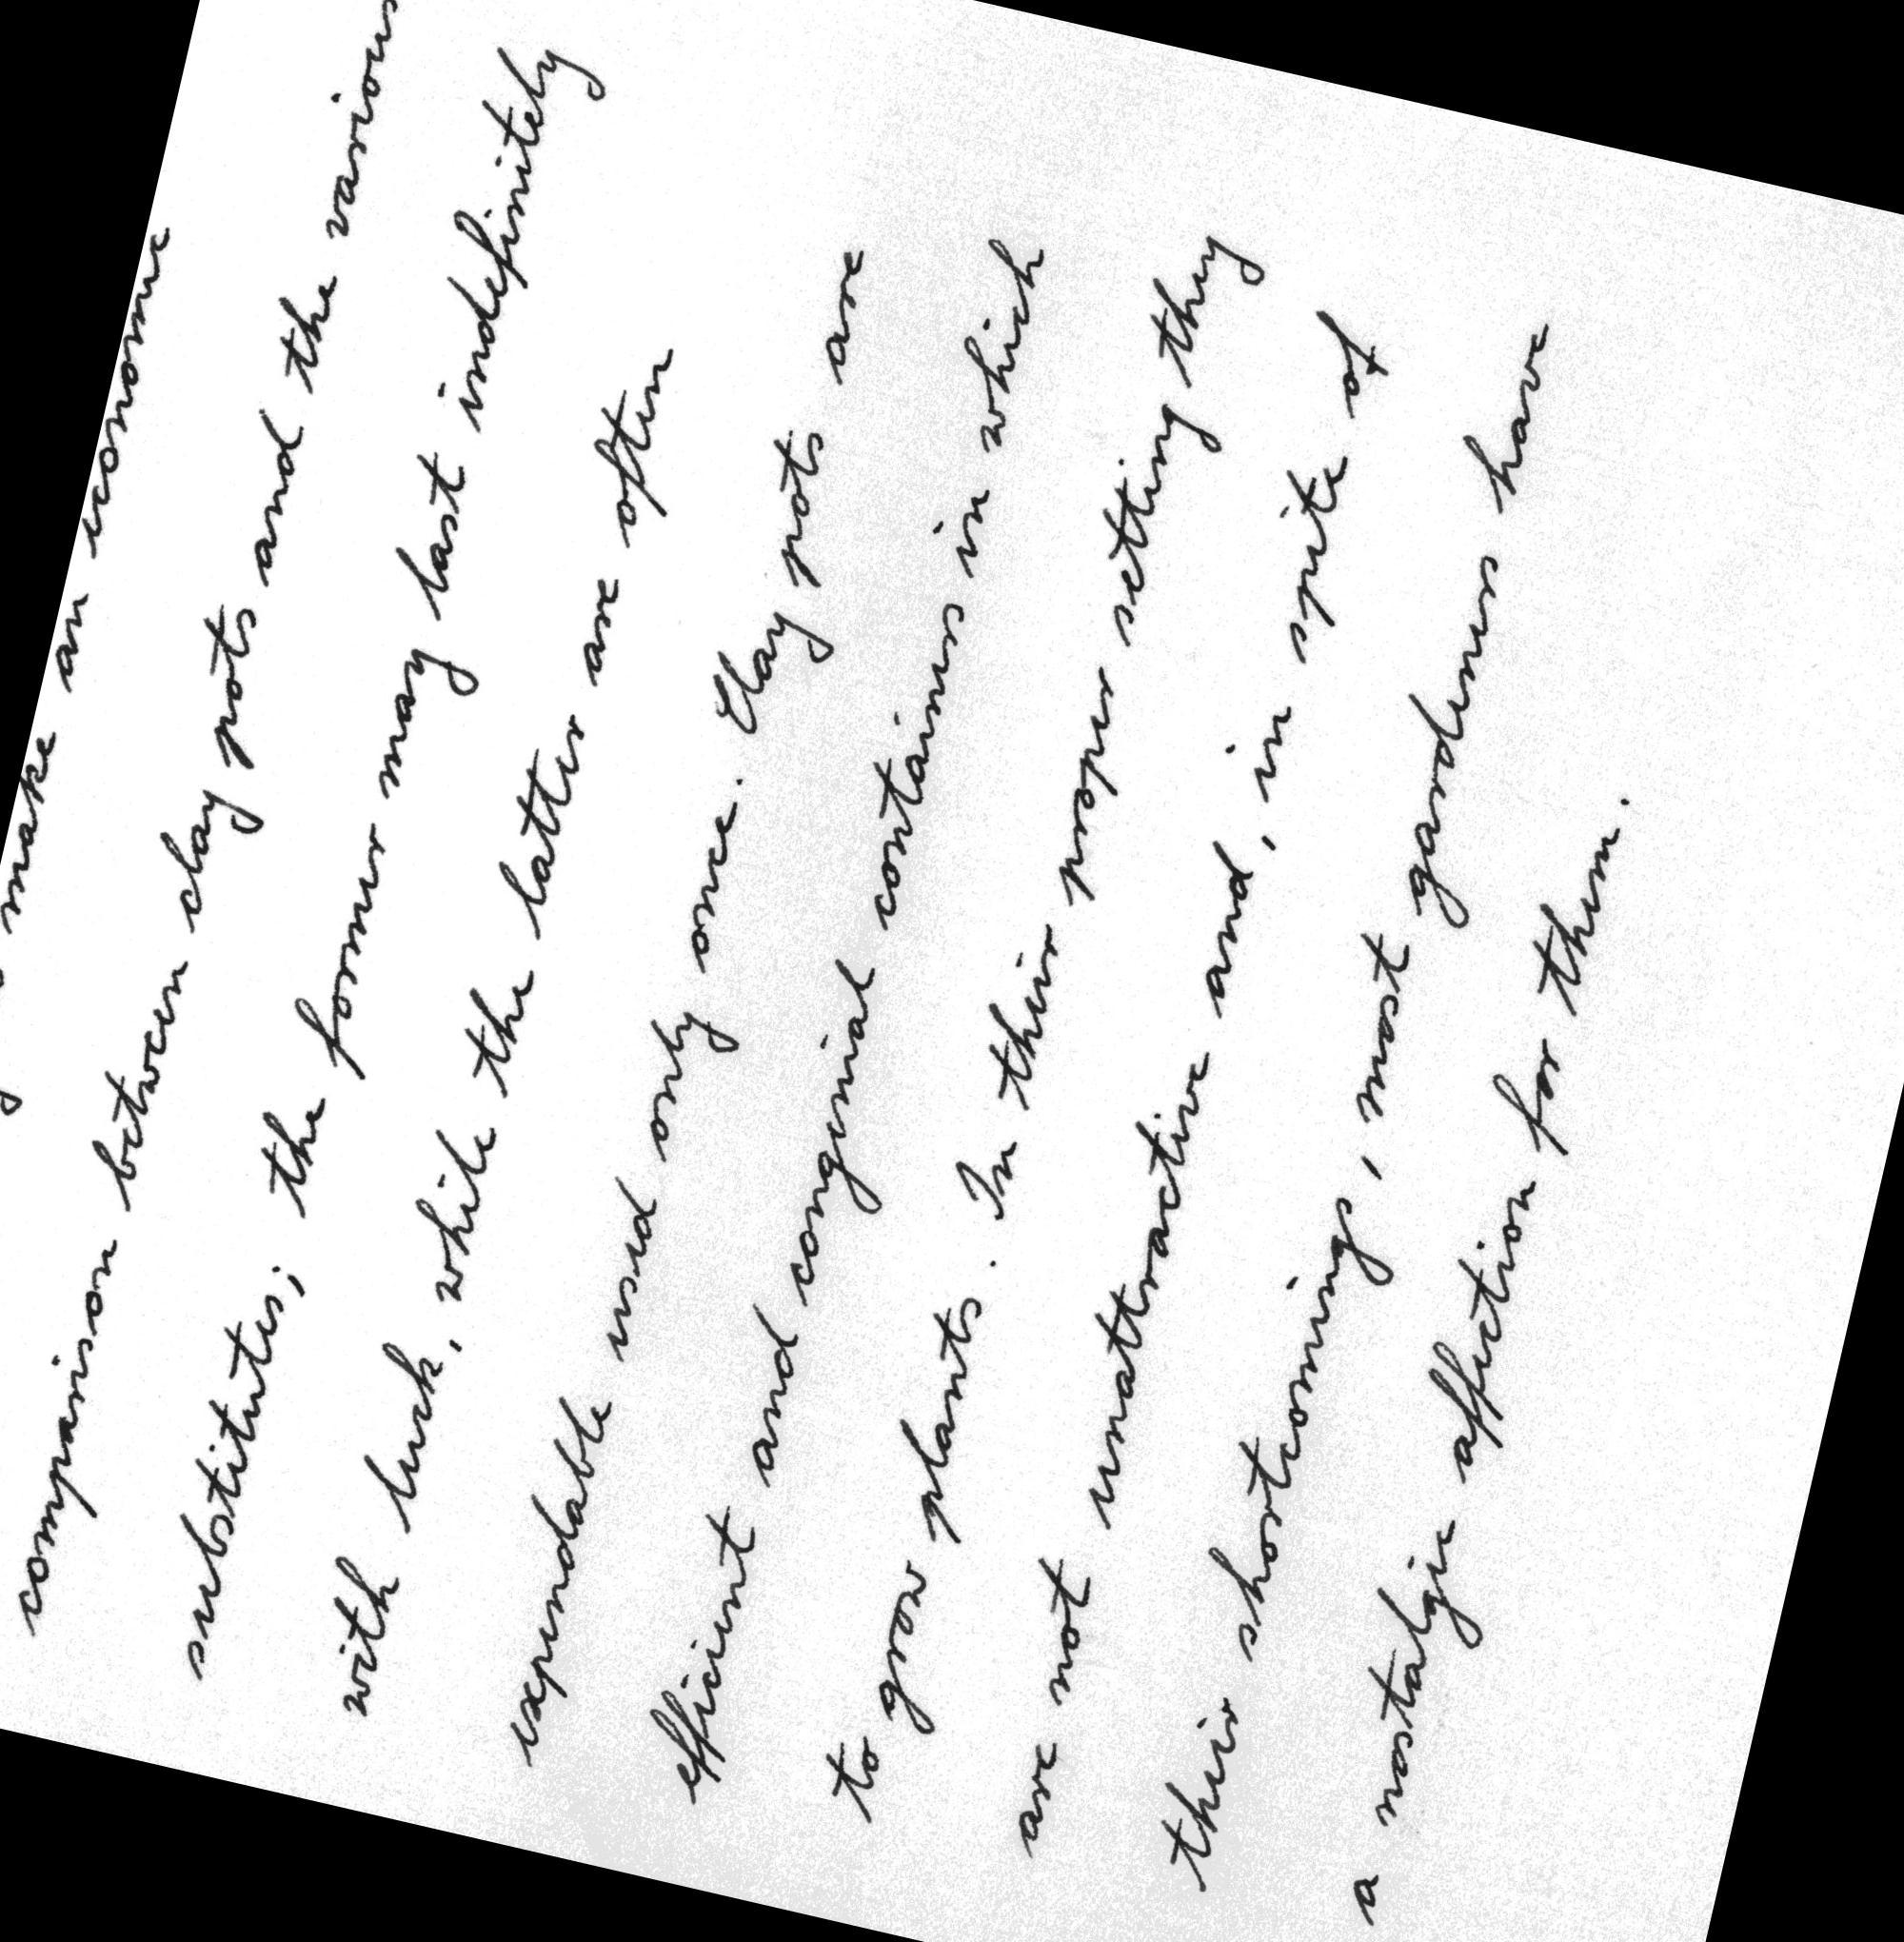 make an economic
comparison between clay pots and the various
substitutes; the former may last indefinitely
with luck, while the latter are often
expendable used only once. Clay pots are
efficient and congenial containers in which
to grow plants. In their proper setting they
are not unattractive and, in spite of
their shortcomings, most gardeners have
a nostalgic affection for them.